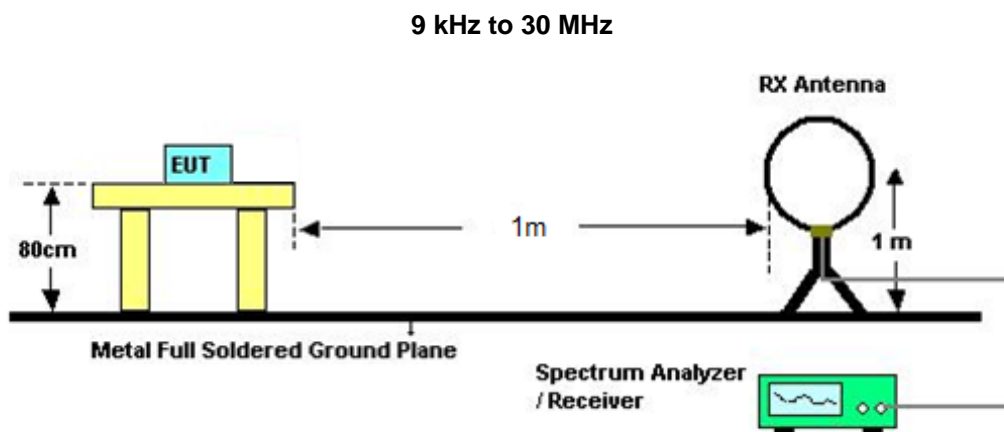 9 kHz to 30 MHz
RX Antenna
EUT
80cm
1m
1 m
Metal Full Soldered Ground Plane
Spectrum Analyzer
/ Receiver